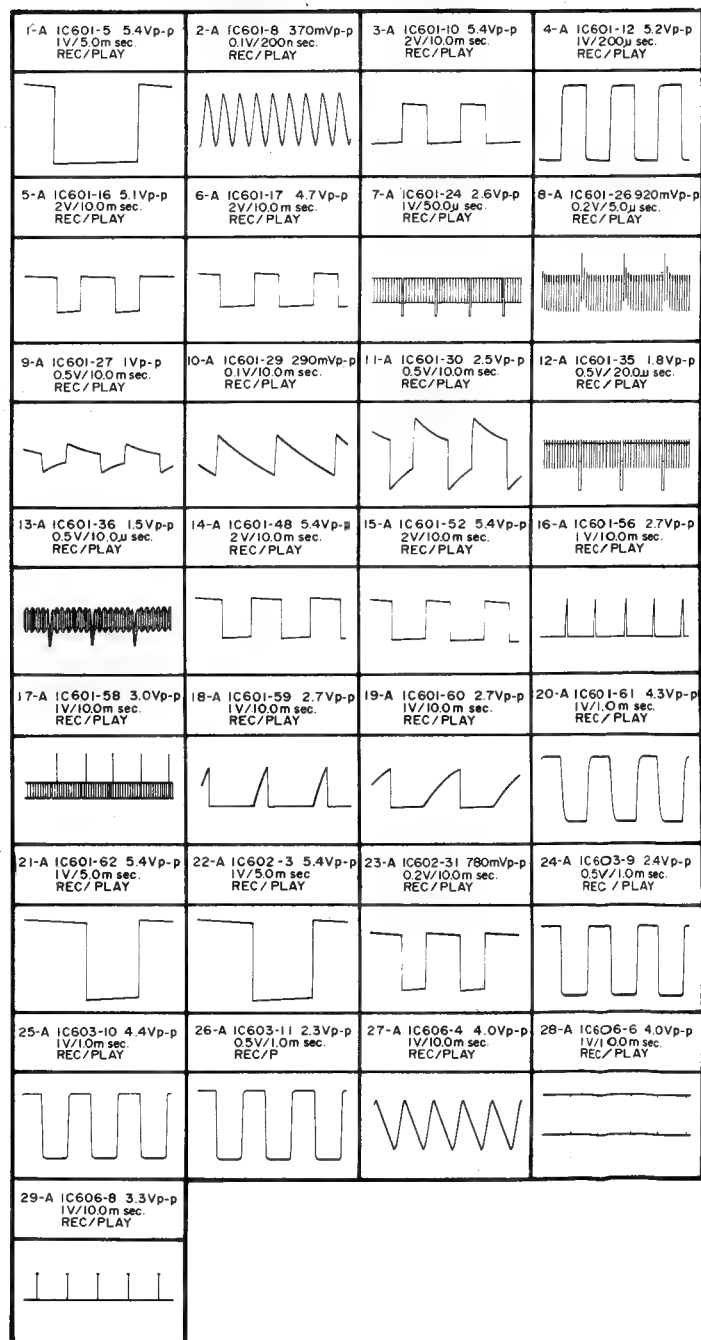 1-A IC601-5 5.4Vp-p
1V/5.0m sec.
REC/PLAY
2-A IC601-8 370mVp-p
0.1V/200n sec.
REC/PLAY
3-A IC601-10 5.4Vp-p
2V/10.0m sec.
REC/PLAY
4-A IC601-12 5.2Vp-p
1V/200µ sec.
REC/PLAY
5-A IC601-16 5.1Vp-p
2V/10.0m sec.
REC/PLAY
6-A IC601-17 4.7Vp-p
2V/10.0m sec.
REC/PLAY
7-A IC601-24 2.6Vp-p
1V/50.0µ sec.
REC/PLAY
8-A IC601-26 920mVp-p
0.2V/5.0µ sec.
REC/PLAY
9-A IC601-27 1Vp-p
0.5V/10.0m sec.
REC/PLAY
10-A IC601-29 290mVp-p
0.1V/10.0m sec.
REC/PLAY
11-A IC601-30 2.5Vp-p
0.5V/10.0m sec.
REC/PLAY
12-A IC601-35 1.8Vp-p
0.5V/20.0µ sec.
REC/PLAY
13-A IC601-36 1.5Vp-p
0.5V/10.0µ sec.
REC/PLAY
14-A IC601-48 5.4Vp-p
2V/10.0m sec.
REC/PLAY
15-A IC601-52 5.4Vp-p
2V/10.0m sec.
REC/PLAY
16-A IC601-56 2.7Vp-p
1V/10.0m sec.
REC/PLAY
17-A IC601-58 3.0Vp-p
1V/10.0m sec.
REC/PLAY
18-A IC601-59 2.7Vp-p
1V/10.0m sec.
REC/PLAY
19-A IC601-60 2.7Vp-p
1V/10.0m sec.
REC/PLAY
20-A IC601-61 4.3Vp-p
1V/1.0m sec.
REC/PLAY
21-A IC601-62 5.4Vp-p
1V/5.0m sec.
REC/PLAY
22-A IC602-3 5.4Vp-p
1V/5.0m sec
REC/PLAY
23-A IC602-31 780mVp-p
0.2V/10.0m sec.
REC/PLAY
24-A IC603-9 2.4Vp-p
0.5V/1.0m sec.
REC/PLAY
25-A IC603-10 4.4Vp-p
1V/1.0m sec.
REC/PLAY
26-A IC603-11 2.3Vp-p
0.5V/1.0m sec.
REC/P
27-A IC606-4 4.0Vp-p
1V/10.0m sec.
REC/PLAY
28-A IC606-6 4.0Vp-p
1V/10.0m sec.
REC/PLAY
29-A IC606-8 3.3Vp-p
1V/10.0m sec.
REC/PLAY